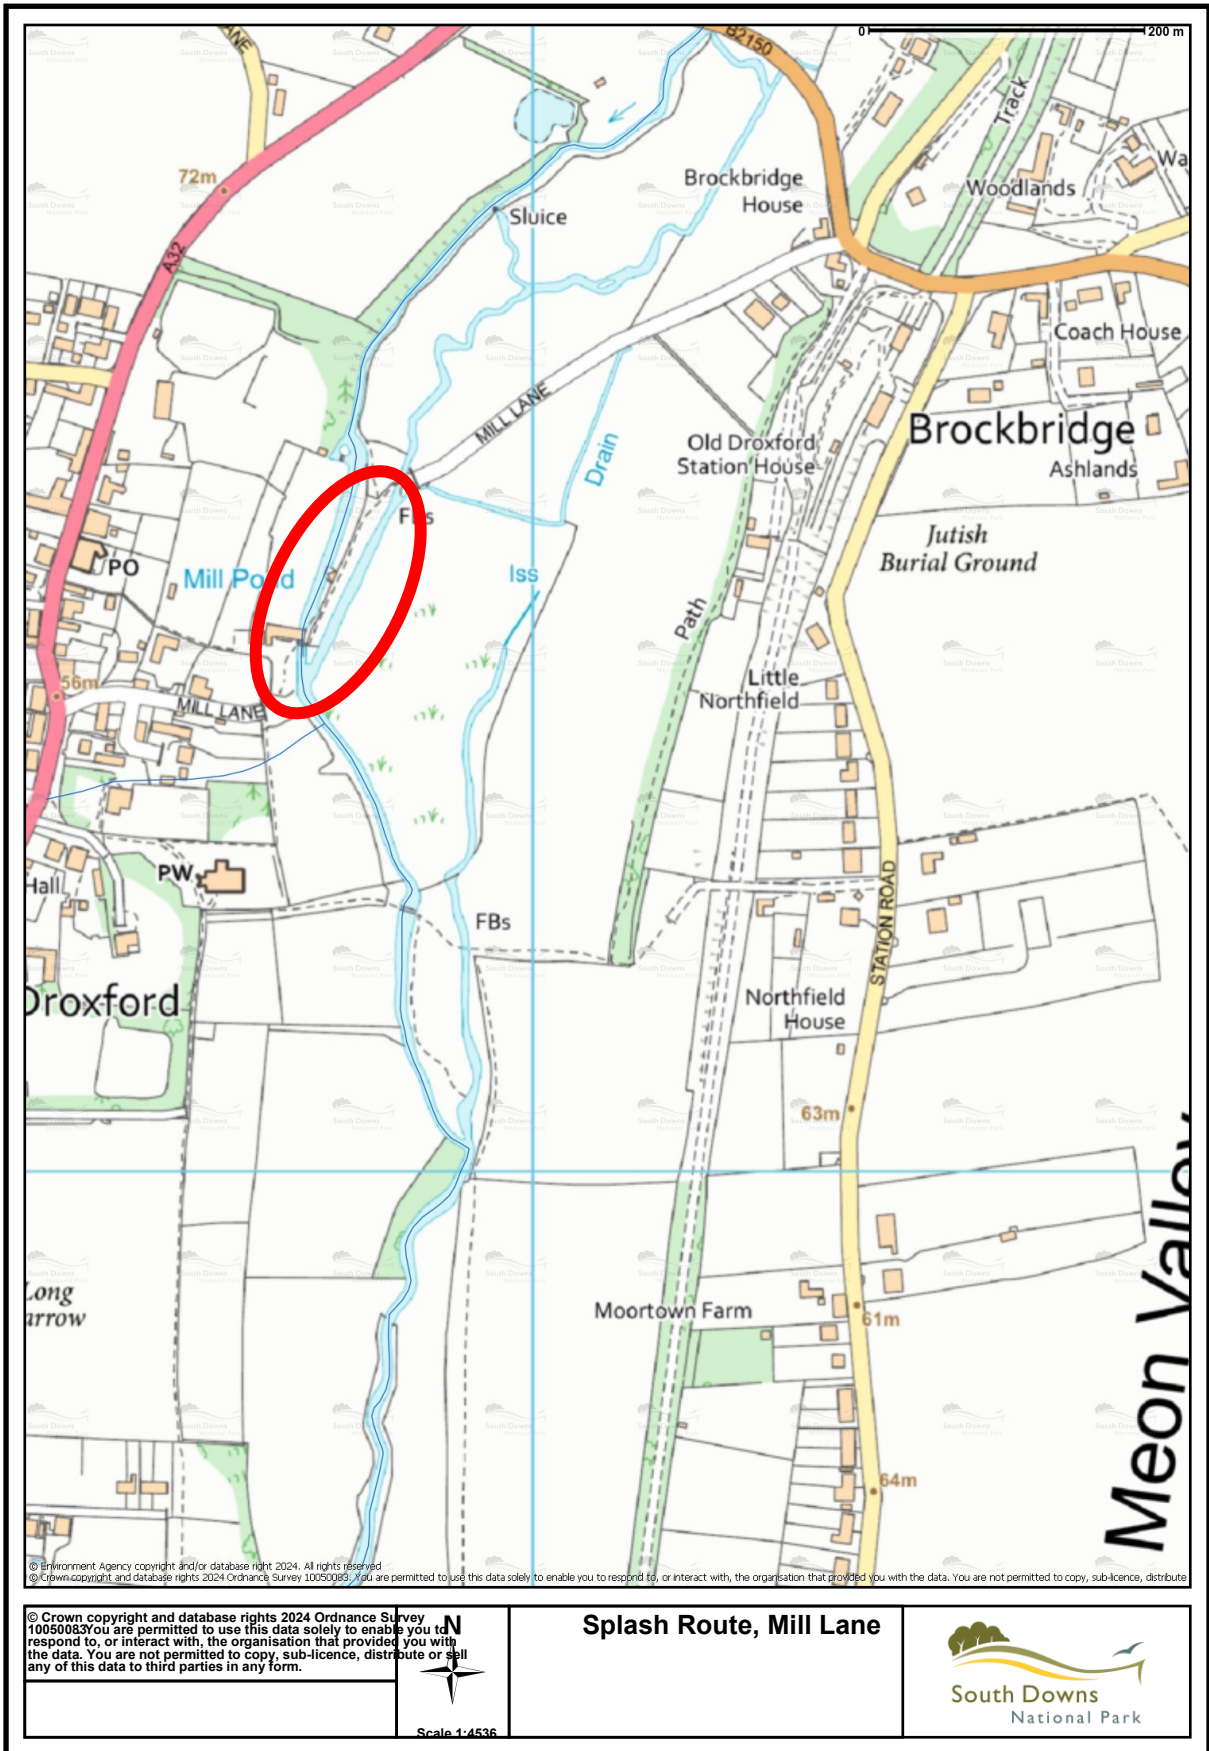 0
200 m
B2150
ANE
Track
Wa
72m
Brockbridge
House
Woodlands
Sluice
A32
Coach House
MILL LANE
Brockbridge
Old Droxford
Station House
Ashlands
Drain
FBs
Jutish
Burial Ground
PO
Mill Pond
Iss
Path
56m
MILL LANE
Little
Northfield
PW
Hall
STATION ROAD
FBs
Droxford
Northfield
House
63m
Meon Valley
Long
arrow
Moortown Farm
61m
64m
© Environment Agency copyright and/or database right 2024. All rights reserved
© Crown copyright and database rights 2024 Ordnance Survey 10050083. You are permitted to use this data solely to enable you to respond to, or interact with, the organisation that provided you with the data. You are not permitted to copy, sub-licence, distribute
© Crown copyright and database rights 2024 Ordnance Survey
10050083You are permitted to use this data solely to enable you to
respond to, or interact with, the organisation that provided you with
the data. You are not permitted to copy, sub-licence, distribute or sell
any of this data to third parties in any form.
N
Scale 1:4536
Splash Route, Mill Lane
South Downs
National Park